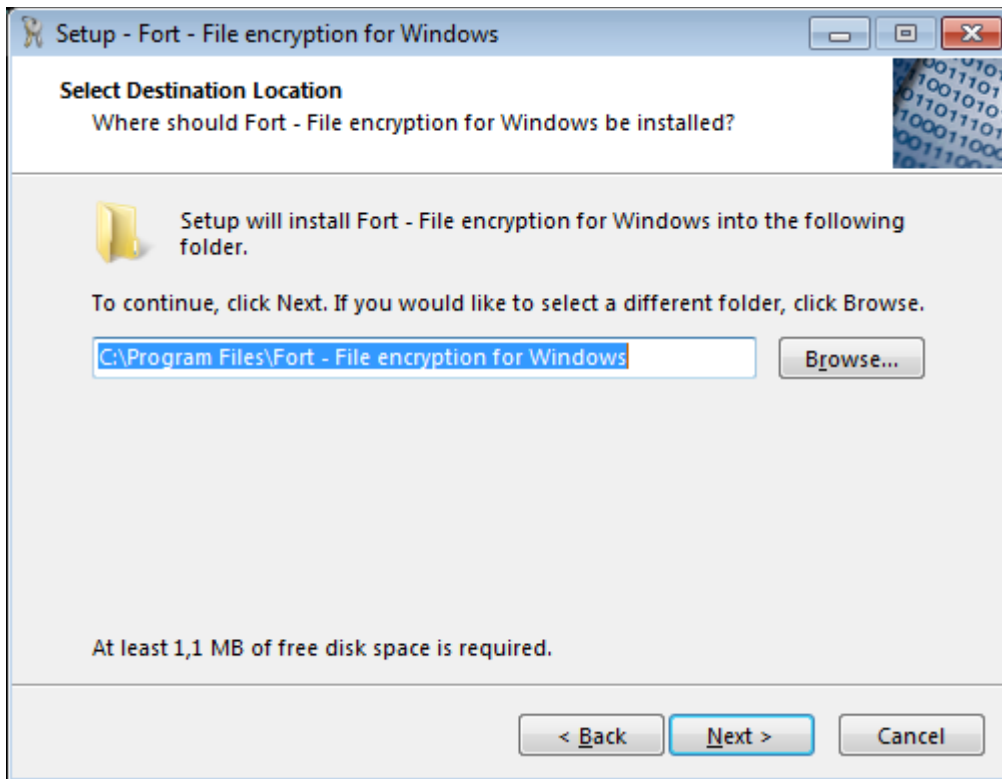 Setup - Fort - File encryption for Windows
Select Destination Location
Where should Fort - File encryption for Windows be installed?
Setup will install Fort - File encryption for Windows into the following
folder.
To continue, click Next. If you would like to select a different folder, click Browse.
C:\Program Files\Fort - File encryption for Windows
Browse...
At least 1,1 MB of free disk space is required.
< Back
Next >
Cancel